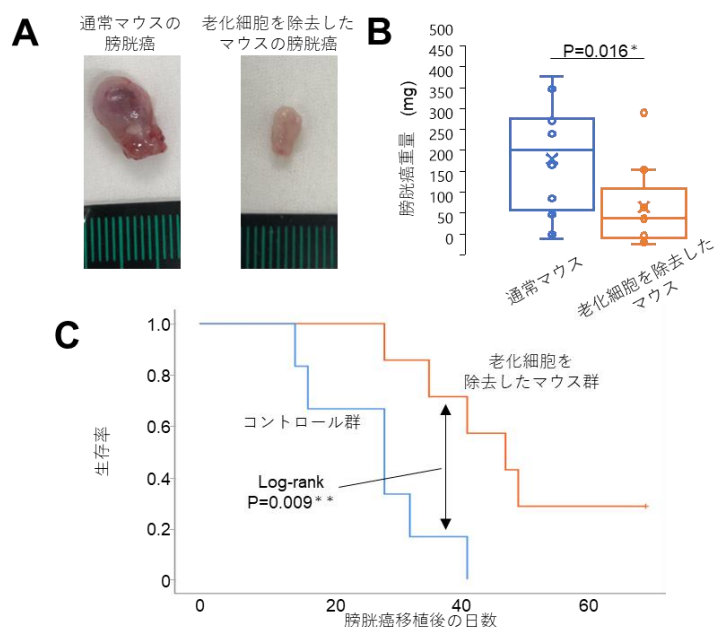 A
通常マウスの
膀胱癌
老化細胞を除去した
マウスの膀胱癌
B
膀胱癌重量 (mg)
500
450
400
350
300
250
200
150
100
50
0
P=0.016*
通常マウス
老化細胞を除去した
マウス
C
生存率
1.0
0.8
0.6
0.4
0.2
0
コントロール群
老化細胞を
除去したマウス群
Log-rank
P=0.009**
0
20
40
60
膀胱癌移植後の日数